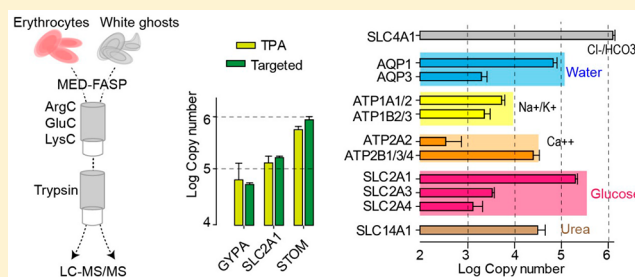 Erythrocytes
White ghosts
MED-FASP
ArgC
GluC
LysC
Trypsin
LC-MS/MS
TPA
Targeted
Log Copy number
6
5
4
GYPA
SLC2A1
STOM
SLC4A1
Cl-/HCO3
AQP1
AQP3
Water
ATP1A1/2
ATP1B2/3
Na+/K+
ATP2A2
ATP2B1/3/4
Ca++
SLC2A1
SLC2A3
SLC2A4
Glucose
SLC14A1
Urea
2 3 4 5 6
Log Copy number